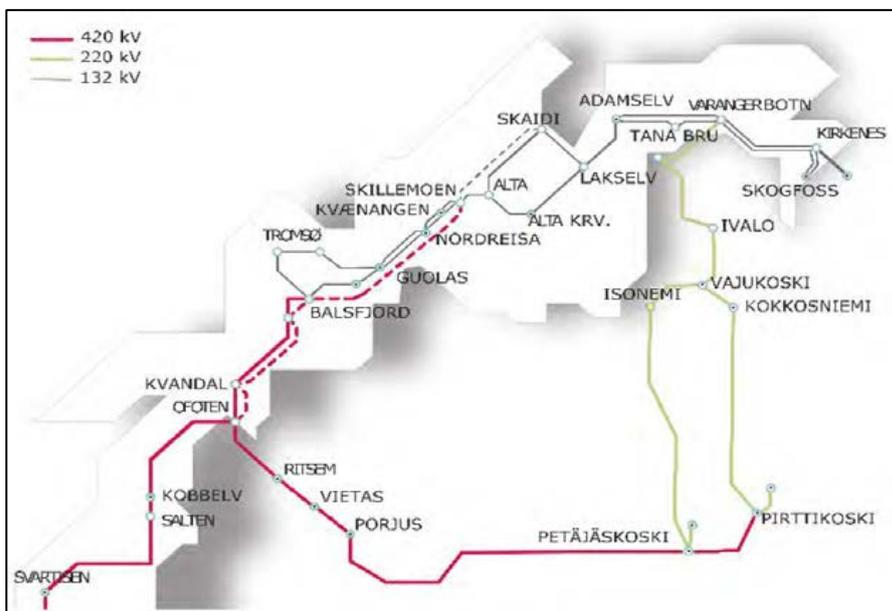 420 kV
220 kV
132 kV
ADAMSELV
VARANGERBOTN
SKAIDI
TANA BRU
KIRKENES
LAKSELV
SKILLEMOEN
ALTA
SKOGFOSS
KVÆNANGEN
ALTA KRV.
TROMSØ
NORDREISA
IVALO
GUOLAS
VAJUKOSKI
ISONEMI
BALSFJORD
KOKKOSNIEMI
KVANDAL
OFOTEN
RITSEM
KOBBELV
VIETAS
SALTEN
PORJUS
PETÄJÄSKOSKI
PIRTTIKOSKI
SVARTISEN